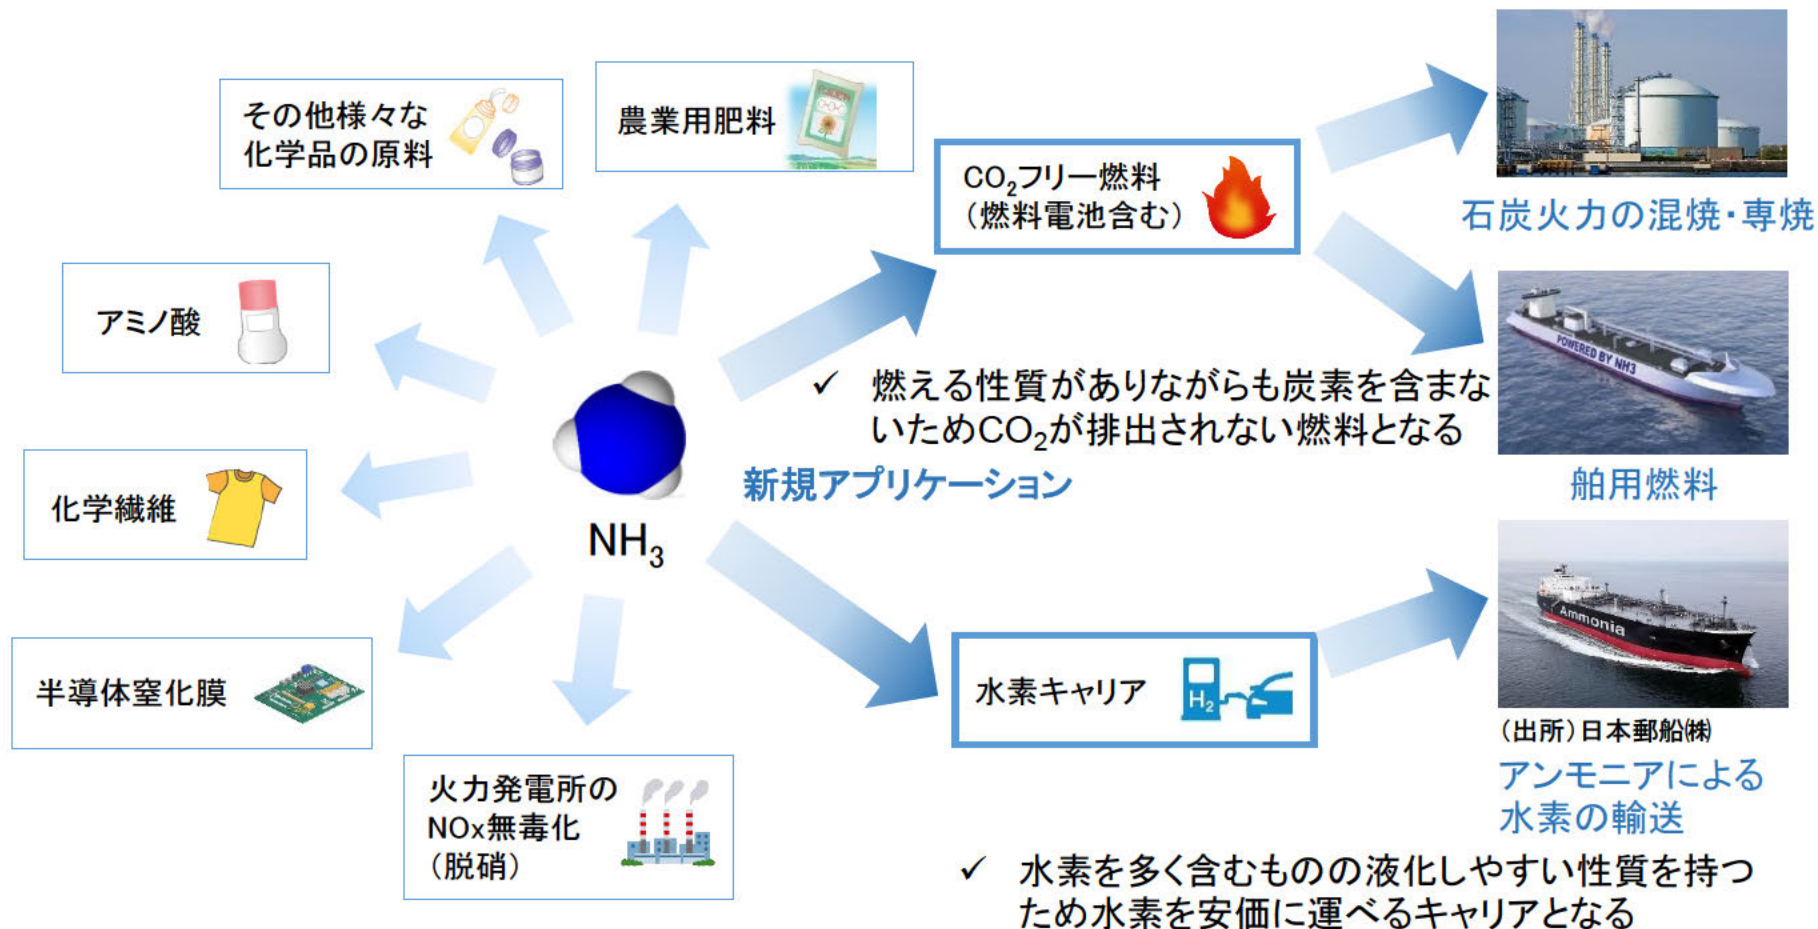 その他様々な
化学品の原料
農業用肥料
CO₂フリー燃料
（燃料電池含む）
石炭火力の混焼・専焼
アミノ酸
POWERED BY NH3
✓ 燃える性質がありながらも炭素を含まな
いためCO₂が排出されない燃料となる
舶用燃料
新規アプリケーション
化学繊維
NH₃
Ammonia
半導体窒化膜
水素キャリア
H₂
（出所）日本郵船㈱
アンモニアによる
水素の輸送
火力発電所の
NOx無毒化
（脱硝）
✓ 水素を多く含むものの液化しやすい性質を持つ
ため水素を安価に運べるキャリアとなる